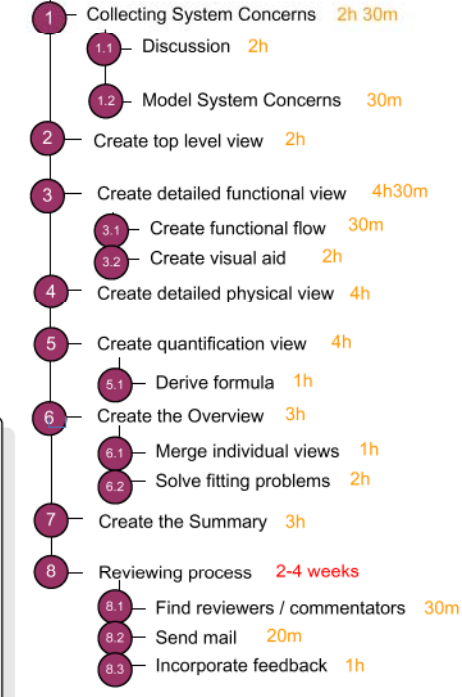 1 Collecting System Concerns 2h 30m
1.1 Discussion 2h
1.2 Model System Concerns 30m
2 Create top level view 2h
3 Create detailed functional view 4h30m
3.1 Create functional flow 30m
3.2 Create visual aid 2h
4 Create detailed physical view 4h
5 Create quantification view 4h
5.1 Derive formula 1h
6 Create the Overview 3h
6.1 Merge individual views 1h
6.2 Solve fitting problems 2h
7 Create the Summary 3h
8 Reviewing process 2-4 weeks
8.1 Find reviewers / commentators 30m
8.2 Send mail 20m
8.3 Incorporate feedback 1h